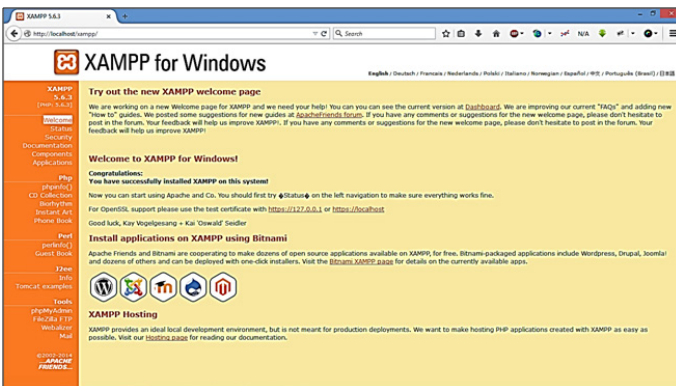 XAMPP 5.6.3
http://localhost/xampp/
Search
N/A
XAMPP for Windows
English / Deutsch / Francais / Nederlands / Polski / Italiano / Norwegian / Español / 中文 / Português (Brasil) / 日本語
XAMPP
5.6.3
[PHP: 5.6.3]
Welcome
Status
Security
Documentation
Components
Applications
Php
phpinfo()
CD Collection
Biorhythm
Instant Art
Phone Book
Perl
perlinfo()
Guest Book
J2ee
Info
Tomcat examples
Tools
phpMyAdmin
FileZilla FTP
Webalizer
Mail
©2002-2014
...APACHE
FRIENDS...
Try out the new XAMPP welcome page
We are working on a new Welcome page for XAMPP and we need your help! You can you can see the current version at Dashboard. We are improving our current "FAQs" and adding new
"How to" guides. We posted some suggestions for new guides at ApacheFriends forum. If you have any comments or suggestions for the new welcome page, please don't hesitate to
post in the forum. Your feedback will help us improve XAMPP!. If you have any comments or suggestions for the new welcome page, please don't hesitate to post in the forum. Your
feedback will help us improve XAMPP!
Welcome to XAMPP for Windows!
Congratulations:
You have successfully installed XAMPP on this system!
Now you can start using Apache and Co. You should first try �Status� on the left navigation to make sure everything works fine.
For OpenSSL support please use the test certificate with https://127.0.0.1 or https://localhost
Good luck, Kay Vogelgesang + Kai 'Oswald' Seidler
Install applications on XAMPP using Bitnami
Apache Friends and Bitnami are cooperating to make dozens of open source applications available on XAMPP, for free. Bitnami-packaged applications include Wordpress, Drupal, Joomla!
and dozens of others and can be deployed with one-click installers. Visit the Bitnami XAMPP page for details on the currently available apps.
XAMPP Hosting
XAMPP provides an ideal local development environment, but is not meant for production deployments. We want to make hosting PHP applications created with XAMPP as easy as
possible. Visit our Hosting page for reading our documentation.